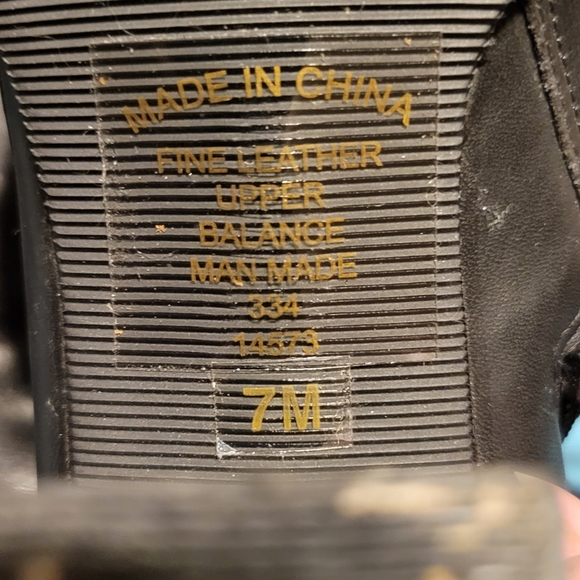 MADE IN CHINA
FINE LEATHER
UPPER
BALANCE
MAN MADE
334
14573
7M